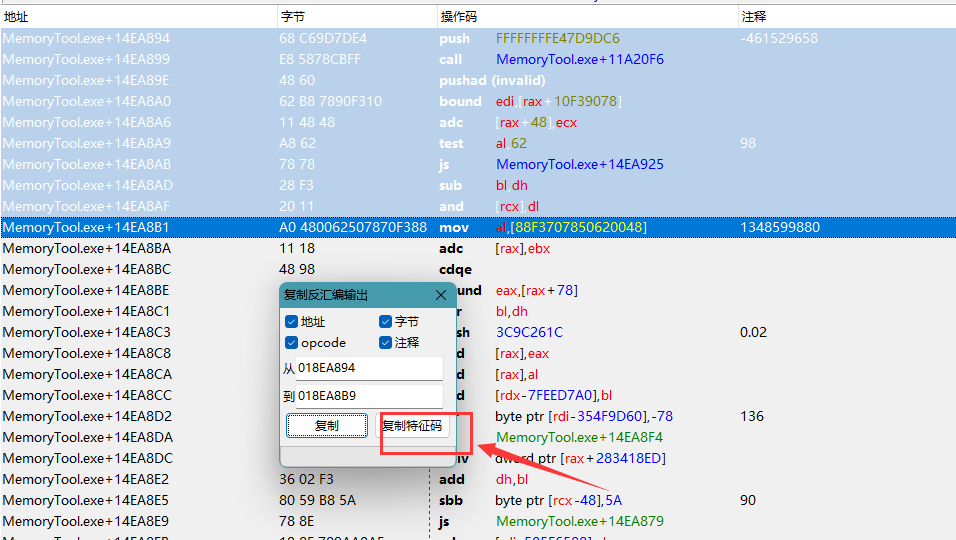 地址 字节 操作码 注释
MemoryTool.exe+14EA894 68 C69D7DE4 push FFFFFFFFE47D9DC6 -461529658
MemoryTool.exe+14EA899 E8 5878CBFF call MemoryTool.exe+11A20F6
MemoryTool.exe+14EA89E 48 60 pushad (invalid)
MemoryTool.exe+14EA8A0 62 B8 7890F310 bound edi,[rax+10F39078]
MemoryTool.exe+14EA8A6 11 48 48 adc [rax+48],ecx
MemoryTool.exe+14EA8A9 A8 62 test al,62 98
MemoryTool.exe+14EA8AB 78 78 js MemoryTool.exe+14EA925
MemoryTool.exe+14EA8AD 28 F3 sub bl,dh
MemoryTool.exe+14EA8AF 20 11 and [rcx],dl
MemoryTool.exe+14EA8B1 A0 480062507870F388 mov al,[88F3707850620048] 1348599880
MemoryTool.exe+14EA8BA 11 18 adc [rax],ebx
MemoryTool.exe+14EA8BC 48 98 cdqe
MemoryTool.exe+14EA8BE eax,[rax+78]
MemoryTool.exe+14EA8C1 bl,dh
MemoryTool.exe+14EA8C3 3C9C261C 0.02
MemoryTool.exe+14EA8C8 [rax],eax
MemoryTool.exe+14EA8CA [rax],al
MemoryTool.exe+14EA8CC [rdx-7FEED7A0],bl
MemoryTool.exe+14EA8D2 byte ptr [rdi-354F9D60],-78 136
MemoryTool.exe+14EA8DA MemoryTool.exe+14EA8F4
MemoryTool.exe+14EA8DC dword ptr [rax+283418ED]
MemoryTool.exe+14EA8E2 36 02 F3 add dh,bl
MemoryTool.exe+14EA8E5 80 59 B8 5A sbb byte ptr [rcx-48],5A 90
MemoryTool.exe+14EA8E9 78 8E js MemoryTool.exe+14EA879
复制反汇编输出
地址 字节
opcode 注释
从 018EA894
到 018EA8B9
复制 复制特征码